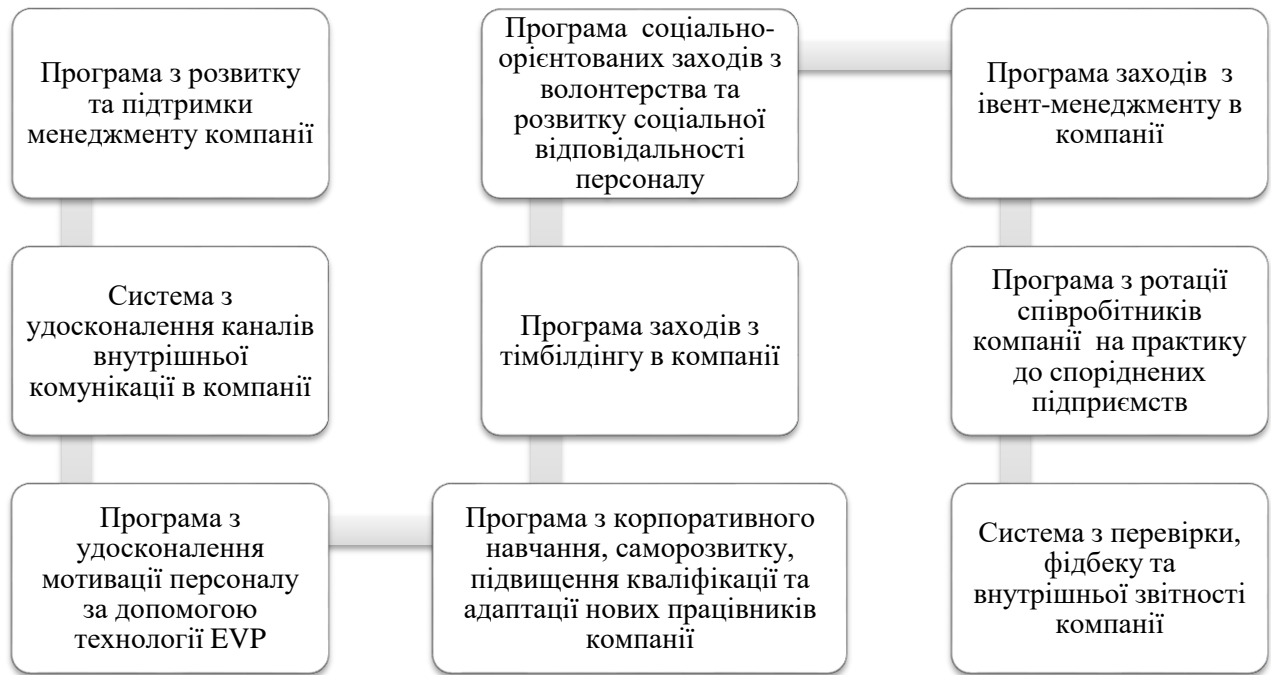 Програма з розвитку
та підтримки
менеджменту компанії
Система з
удосконалення каналів
внутрішньої
комунікації в компанії
Програма з
удосконалення
мотивації персоналу
за допомогою
технології EVP
Програма з корпоративного
навчання, саморозвитку,
підвищення кваліфікації та
адаптації нових працівників
компанії
Програма заходів з
тімбілдінгу в компанії
Програма соціально-
орієнтованих заходів з
волонтерства та
розвитку соціальної
відповідальності
персоналу
Програма заходів з
івент-менеджменту в
компанії
Програма з ротації
співробітників
компанії на практику
до споріднених
підприємств
Система з перевірки,
фідбеку та
внутрішньої звітності
компанії